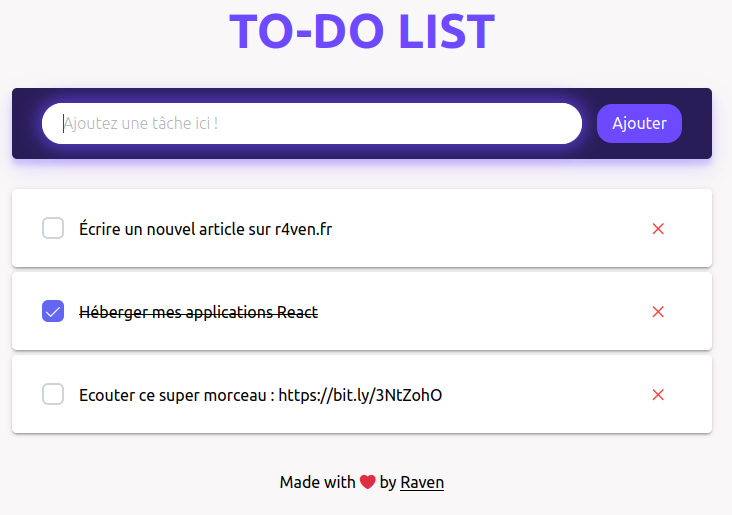 TO-DO LIST
Ajoutez une tâche ici !
Ajouter
Écrire un nouvel article sur r4ven.fr
Héberger mes applications React
Ecouter ce super morceau : https://bit.ly/3NtZohO
Made with ❤ by Raven